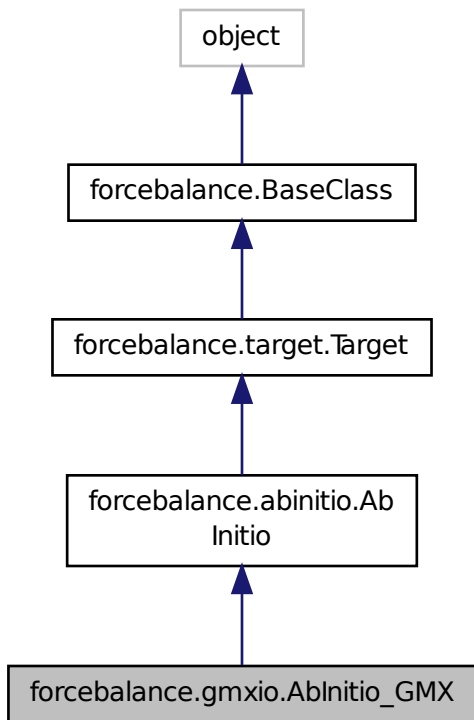 object
forcebalance.BaseClass
forcebalance.target.Target
forcebalance.abinitio.Ab
Initio
forcebalance.gmxio.AbInitio_GMX